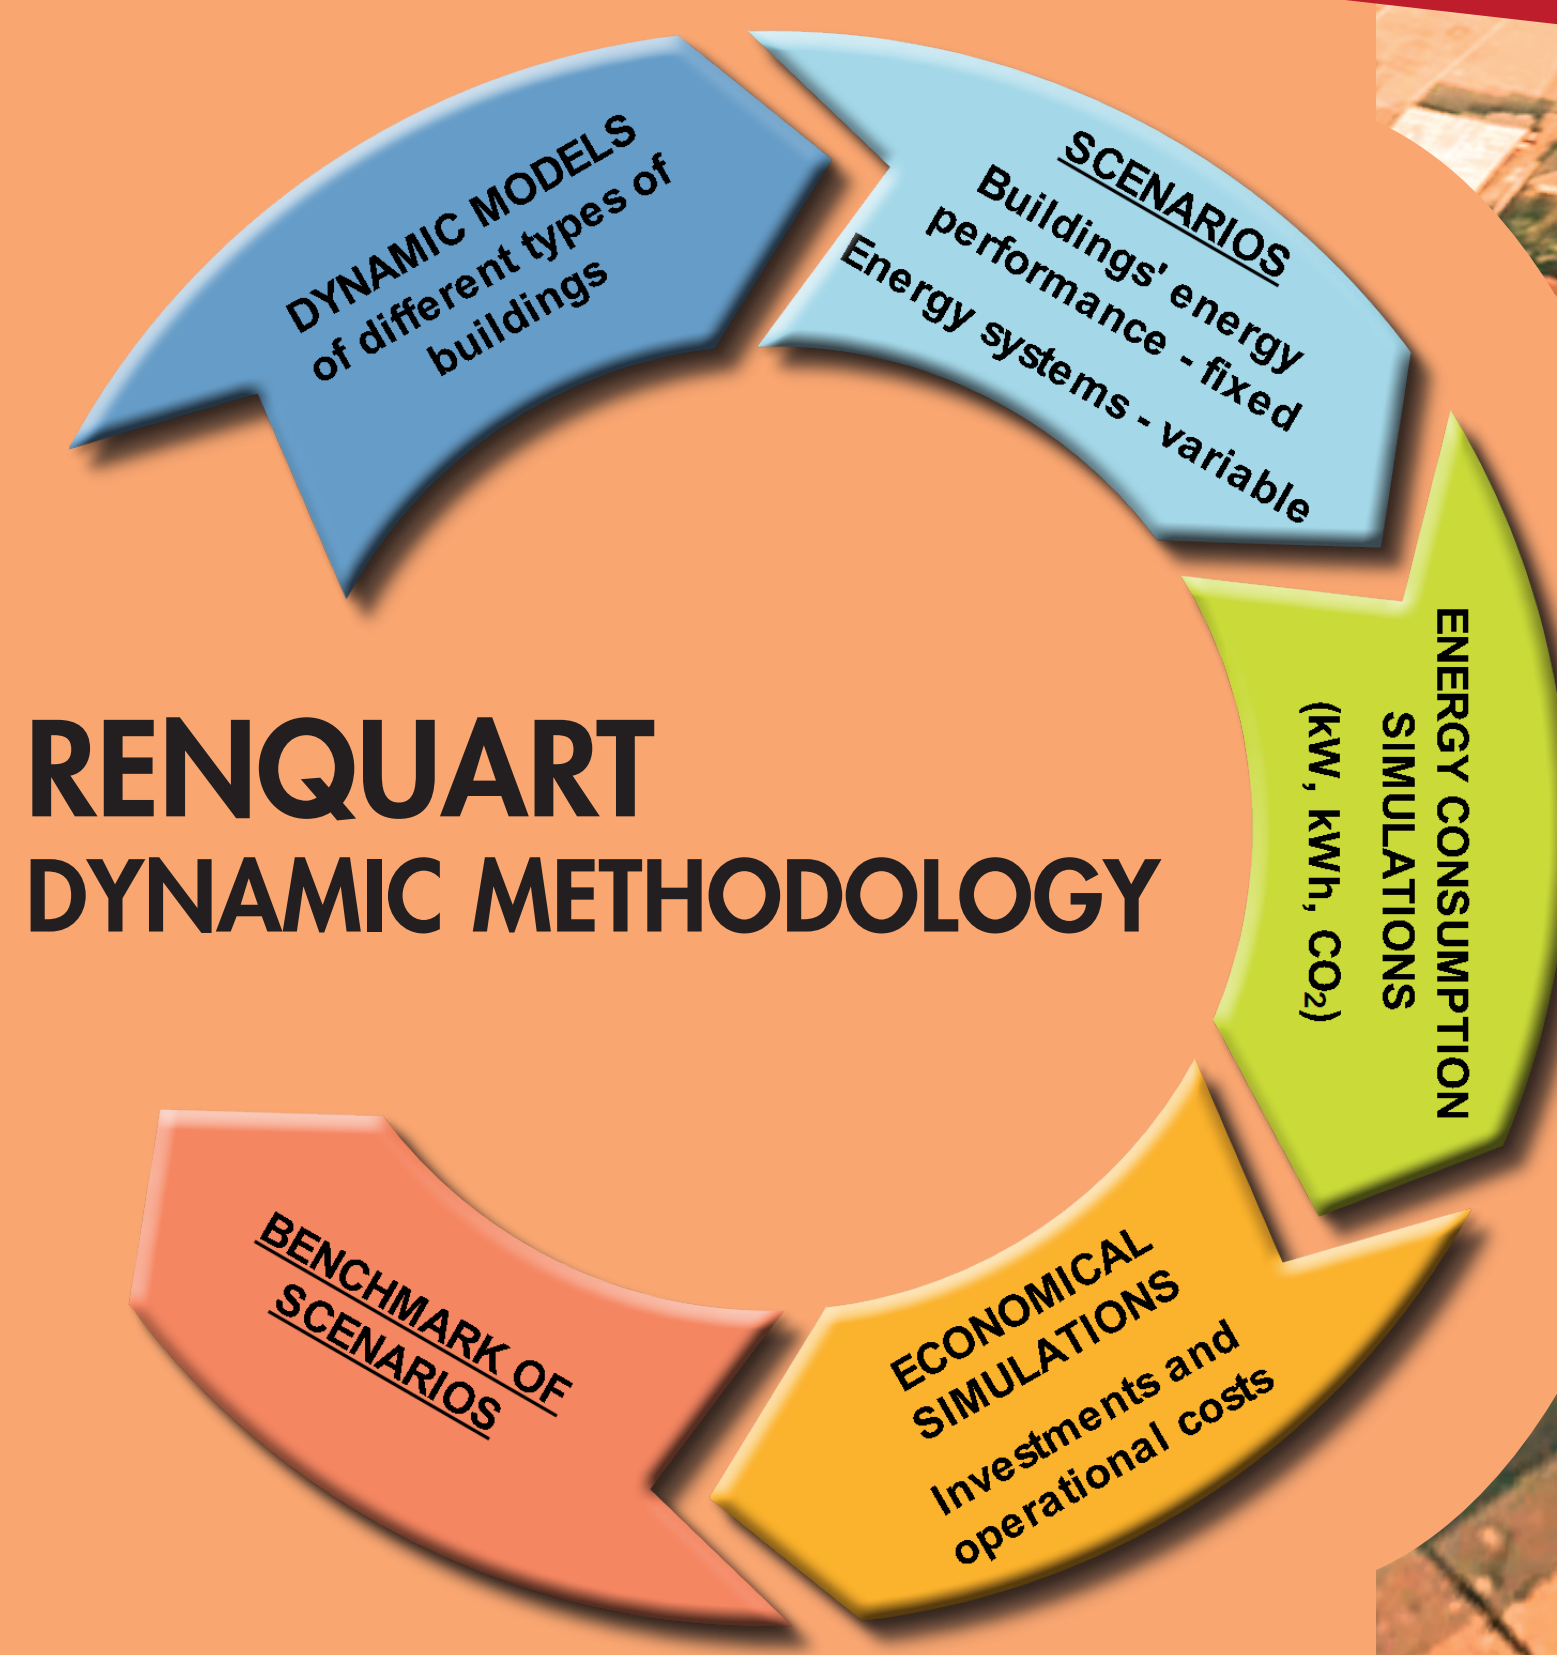 DYNAMIC MODELS
of different types of
buildings
SCENARIOS
Buildings' energy
performance - fixed
Energy systems - variable
ENERGY CONSUMPTION
SIMULATIONS
(kW, kWh, CO₂)
RENQUART
DYNAMIC METHODOLOGY
ECONOMICAL
SIMULATIONS
Investments and
operational costs
BENCHMARK OF
SCENARIOS